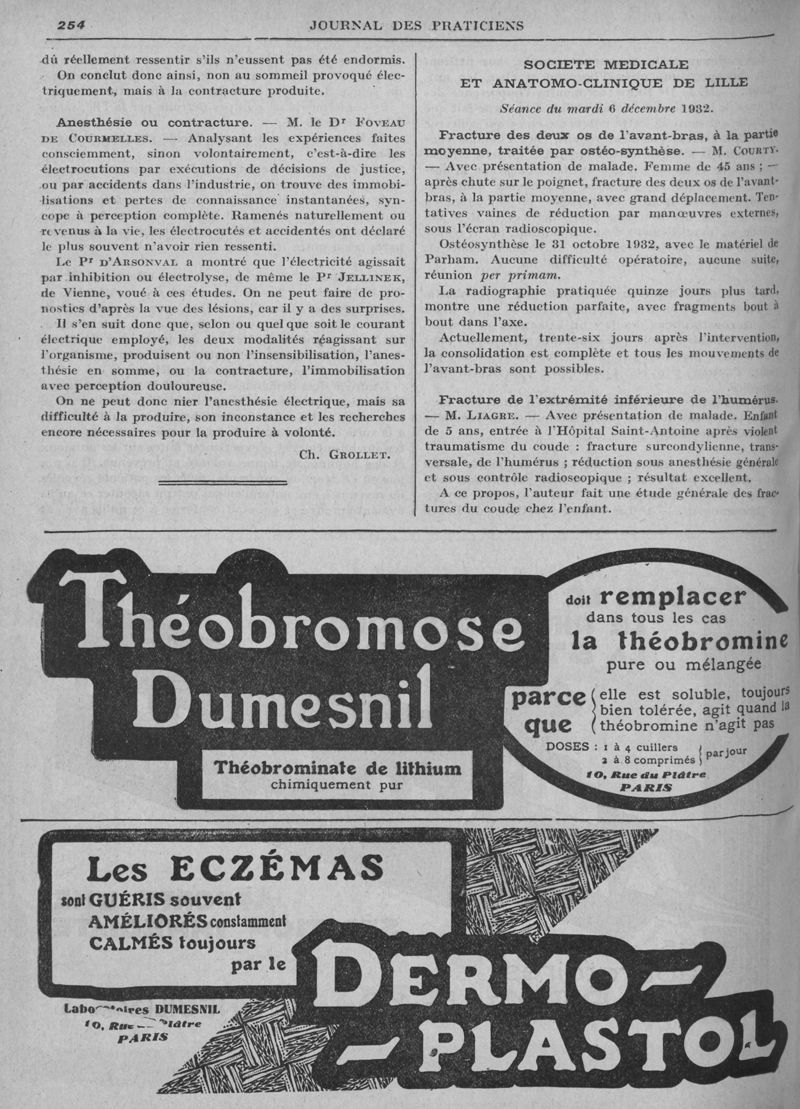 254
JOURNAL DES PRATICIENS
dû réellement ressentir s'ils n'eussent pas été endormis.
On conclut donc ainsi, non au sommeil provoqué élec-
triquement, mais à la contracture produite.
Anesthésie ou contracture. — M. le Dr FOVEAU
DE COURMELLES. — Analysant les expériences faites
consciemment, sinon volontairement, c'est-à-dire les
électrocutions par exécutions de décisions de justice,
ou par accidents dans l'industrie, on trouve des immobi-
lisations et pertes de connaissance instantanées, syn-
cope à perception complète. Ramenés naturellement ou
revenus à la vie, les électrocutés et accidentés ont déclaré
le plus souvent n'avoir rien ressenti.
Le Pr D'ARSONVAL a montré que l'électricité agissait
par inhibition ou électrolyse, de même le Pr JELLINEK,
de Vienne, voué à ces études. On ne peut faire de pro-
nostics d'après la vue des lésions, car il y a des surprises.
Il s'en suit donc que, selon ou quel que soit le courant
électrique employé, les deux modalités réagissant sur
l'organisme, produisent ou non l'insensibilisation, l'anes-
thésie en somme, ou la contracture, l'immobilisation
avec perception douloureuse.
On ne peut donc nier l'anesthésie électrique, mais sa
difficulté à la produire, son inconstance et les recherches
encore nécessaires pour la produire à volonté.
Ch. GROLLET.
SOCIETE MEDICALE
ET ANATOMO-CLINIQUE DE LILLE
Séance du mardi 6 décembre 1932.
Fracture des deux os de l'avant-bras, à la partie
moyenne, traitée par ostéo-synthèse. — M. COURTY.
— Avec présentation de malade. Femme de 45 ans ; —
après chute sur le poignet, fracture des deux os de l'avant-
bras, à la partie moyenne, avec grand déplacement. Ten-
tatives vaines de réduction par manœuvres externes,
sous l'écran radioscopique.
Ostéosynthèse le 31 octobre 1932, avec le matériel de
Parham. Aucune difficulté opératoire, aucune suite,
réunion per primam.
La radiographie pratiquée quinze jours plus tard,
montre une réduction parfaite, avec fragments bout à
bout dans l'axe.
Actuellement, trente-six jours après l'intervention,
la consolidation est complète et tous les mouvements de
l'avant-bras sont possibles.
Fracture de l'extrémité inférieure de l'humérus.
— M. LIAGRE. — Avec présentation de malade. Enfant
de 5 ans, entrée à l'Hôpital Saint-Antoine après violent
traumatisme du coude : fracture surcondylienne, trans-
versale, de l'humérus ; réduction sous anesthésie générale
et sous contrôle radioscopique ; résultat excellent.
A ce propos, l'auteur fait une étude générale des frac-
tures du coude chez l'enfant.
Théobromose
Dumesnil
Théobrominate de lithium
chimiquement pur
doit remplacer
dans tous les cas
la théobromine
pure ou mélangée
parce que
elle est soluble, toujours
bien tolérée, agit quand la
théobromine n'agit pas
DOSES : 1 à 4 cuillers
2 à 8 comprimés
par jour
10, Rue du Plâtre
PARIS
Les ECZÉMAS
sont GUÉRIS souvent
AMÉLIORÉS constamment
CALMÉS toujours
par le
DERMO-
-PLASTOL
Laboratoires DUMESNIL
10, Rue Plâtre
PARIS